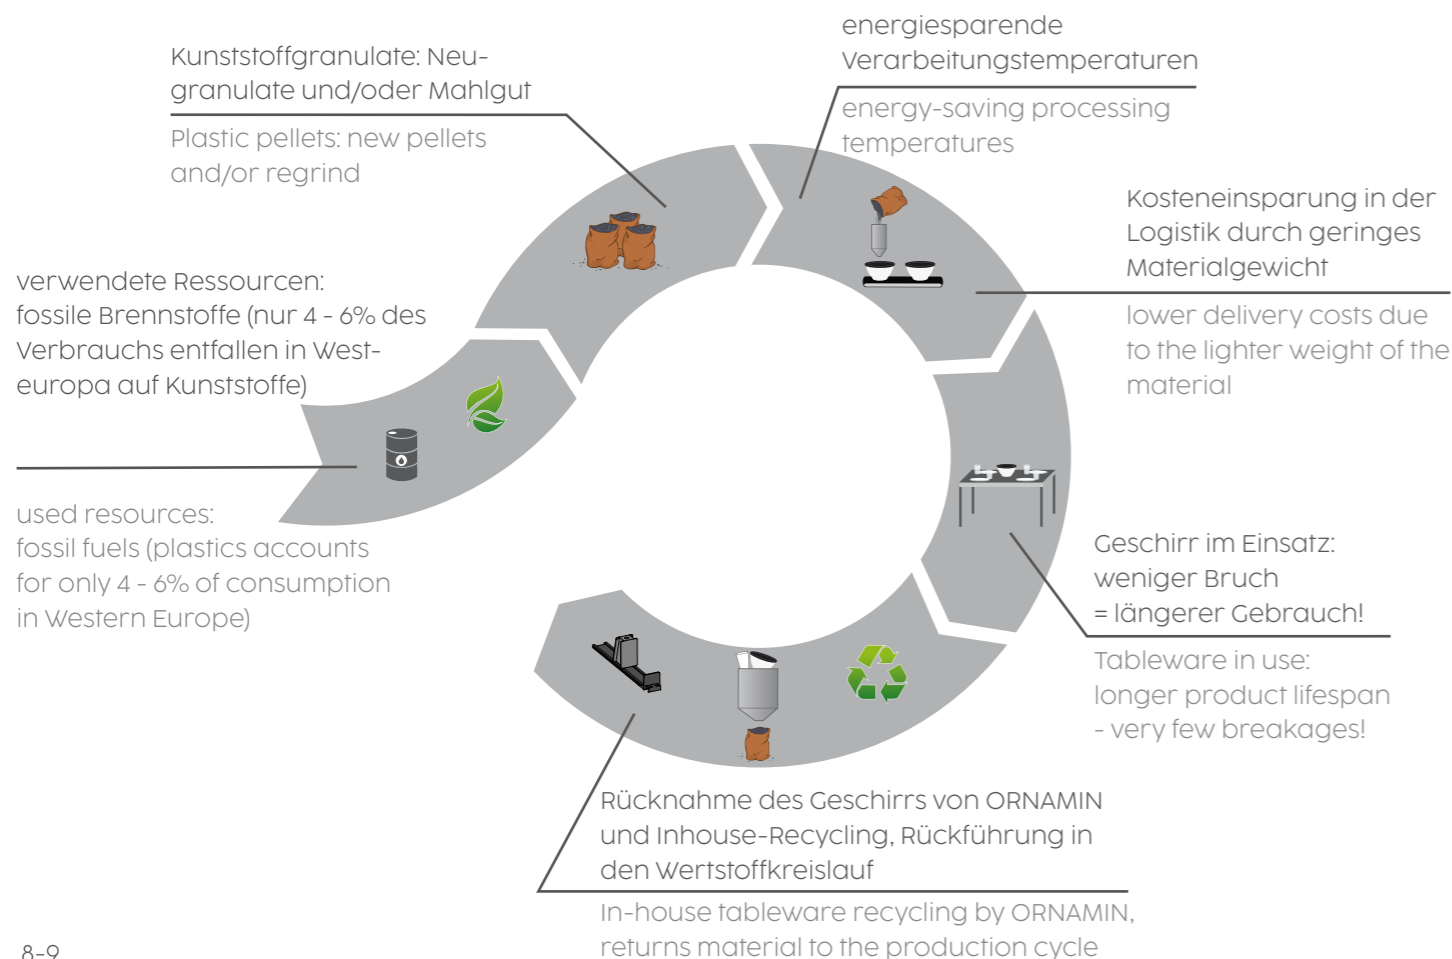 Kunststoffgranulate: Neu-
granulate und/oder Mahlgut
Plastic pellets: new pellets
and/or regrind
energiesparende
Verarbeitungstemperaturen
energy-saving processing
temperatures
Kosteneinsparung in der
Logistik durch geringes
Materialgewicht
lower delivery costs due
to the lighter weight of the
material
verwendete Ressourcen:
fossile Brennstoffe (nur 4 - 6% des
Verbrauchs entfallen in West-
europa auf Kunststoffe)
used resources:
fossil fuels (plastics accounts
for only 4 - 6% of consumption
in Western Europe)
Geschirr im Einsatz:
weniger Bruch
= längerer Gebrauch!
Tableware in use:
longer product lifespan
- very few breakages!
Rücknahme des Geschirrs von ORNAMIN
und Inhouse-Recycling, Rückführung in
den Wertstoffkreislauf
In-house tableware recycling by ORNAMIN,
returns material to the production cycle
8-9